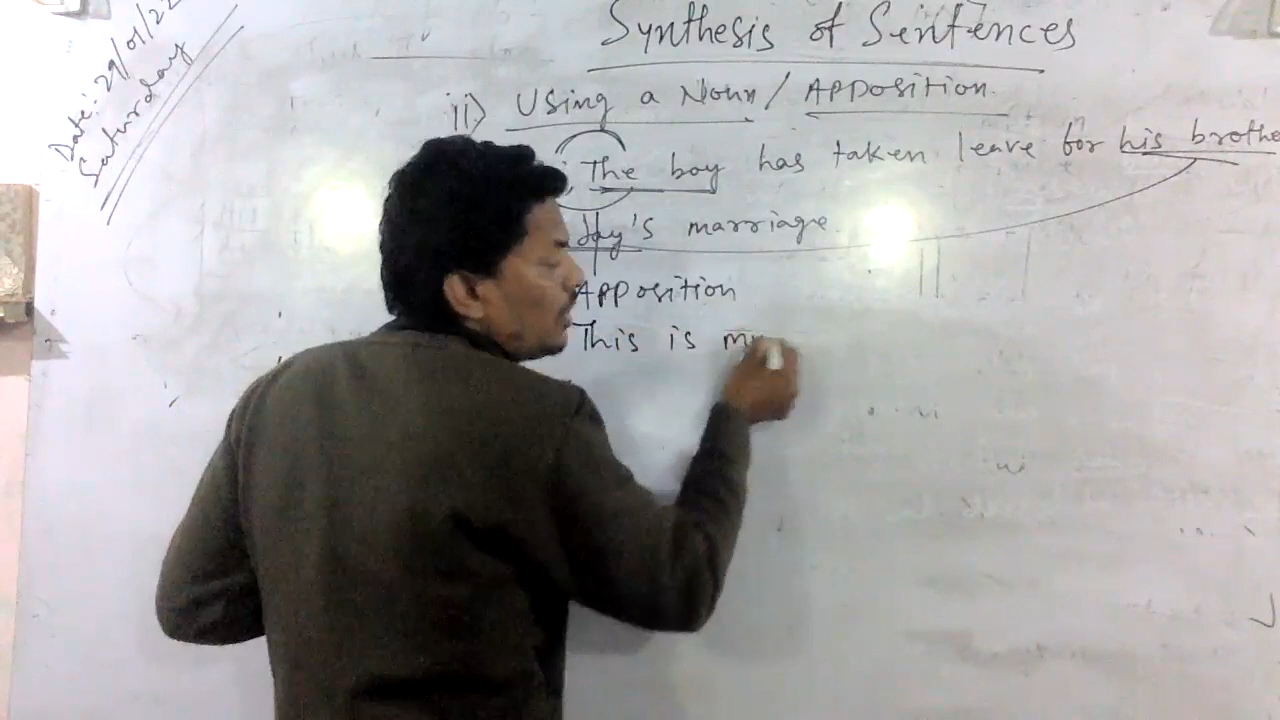 Date: 29/01/22
Saturday
Synthesis of Sentences
ii) Using a Noun / APPOSITION.
The boy has taken leave for his brothe
day's marriage.
Apposition
This is my